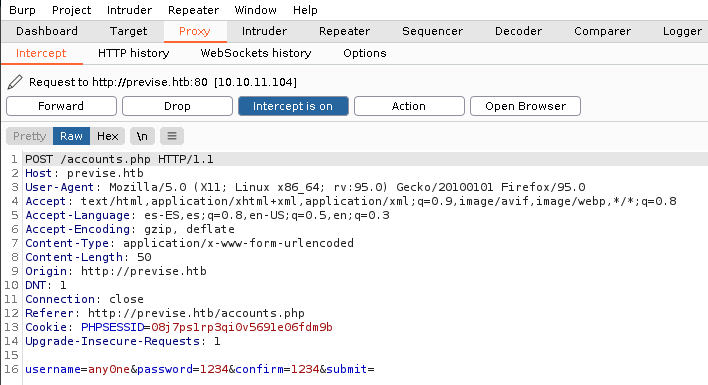 Burp Project Intruder Repeater Window Help
Dashboard Target Proxy Intruder Repeater Sequencer Decoder Comparer Logger
Intercept HTTP history WebSockets history Options
Request to http://previse.htb:80 [10.10.11.104]
Forward Drop Intercept is on Action Open Browser
Pretty Raw Hex \n
1 POST /accounts.php HTTP/1.1
2 Host: previse.htb
3 User-Agent: Mozilla/5.0 (X11; Linux x86_64; rv:95.0) Gecko/20100101 Firefox/95.0
4 Accept: text/html,application/xhtml+xml,application/xml;q=0.9,image/avif,image/webp,*/*;q=0.8
5 Accept-Language: es-ES,es;q=0.8,en-US;q=0.5,en;q=0.3
6 Accept-Encoding: gzip, deflate
7 Content-Type: application/x-www-form-urlencoded
8 Content-Length: 50
9 Origin: http://previse.htb
10 DNT: 1
11 Connection: close
12 Referer: http://previse.htb/accounts.php
13 Cookie: PHPSESSID=08j7ps1rp3qi0v5691e06fdm9b
14 Upgrade-Insecure-Requests: 1
15
16 username=any0ne&password=1234&confirm=1234&submit=